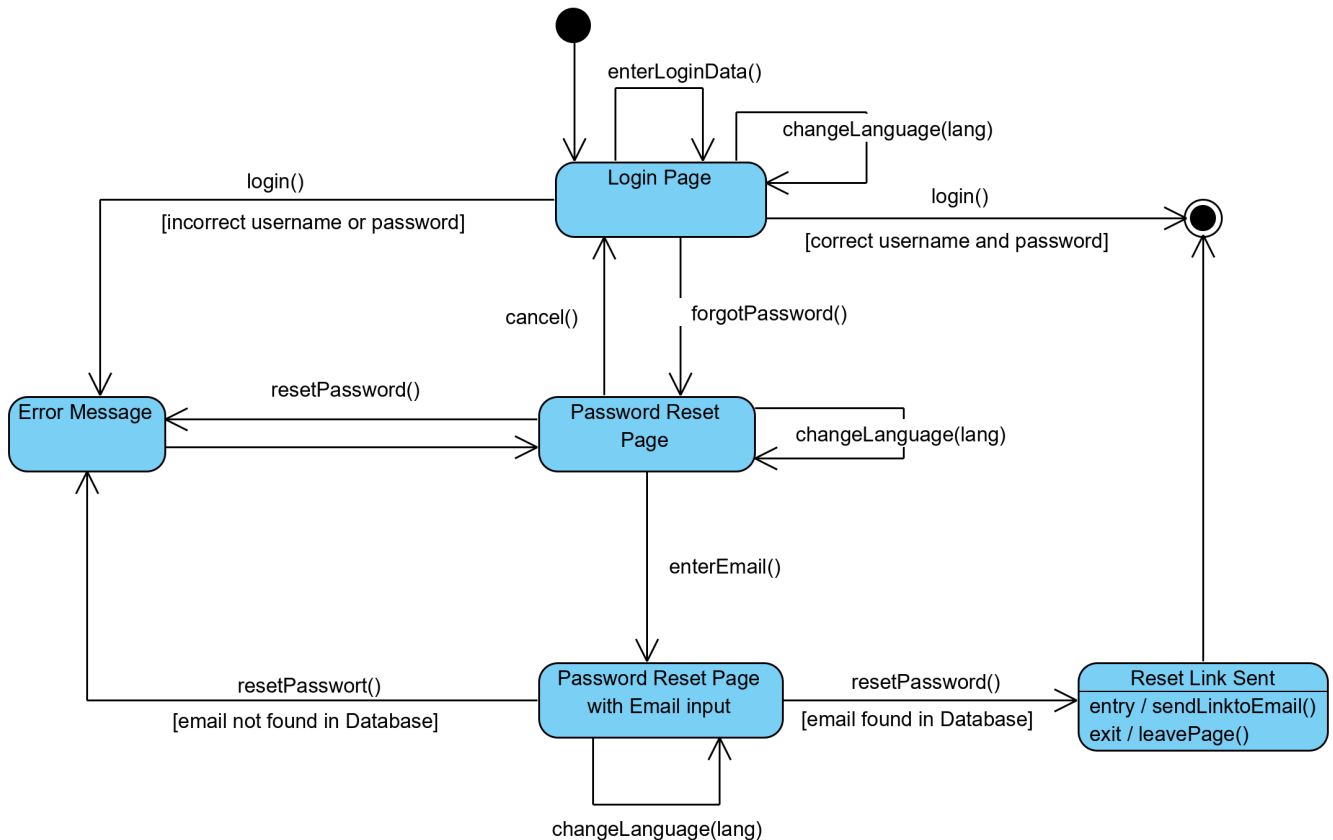 enterLoginData()
changeLanguage(lang)
Login Page
login()
[incorrect username or password]
login()
[correct username and password]
cancel()
forgotPassword()
Error Message
resetPassword()
Password Reset
Page
changeLanguage(lang)
enterEmail()
Password Reset Page
with Email input
resetPasswort()
[email not found in Database]
resetPassword()
[email found in Database]
Reset Link Sent
entry / sendLinktoEmail()
exit / leavePage()
changeLanguage(lang)